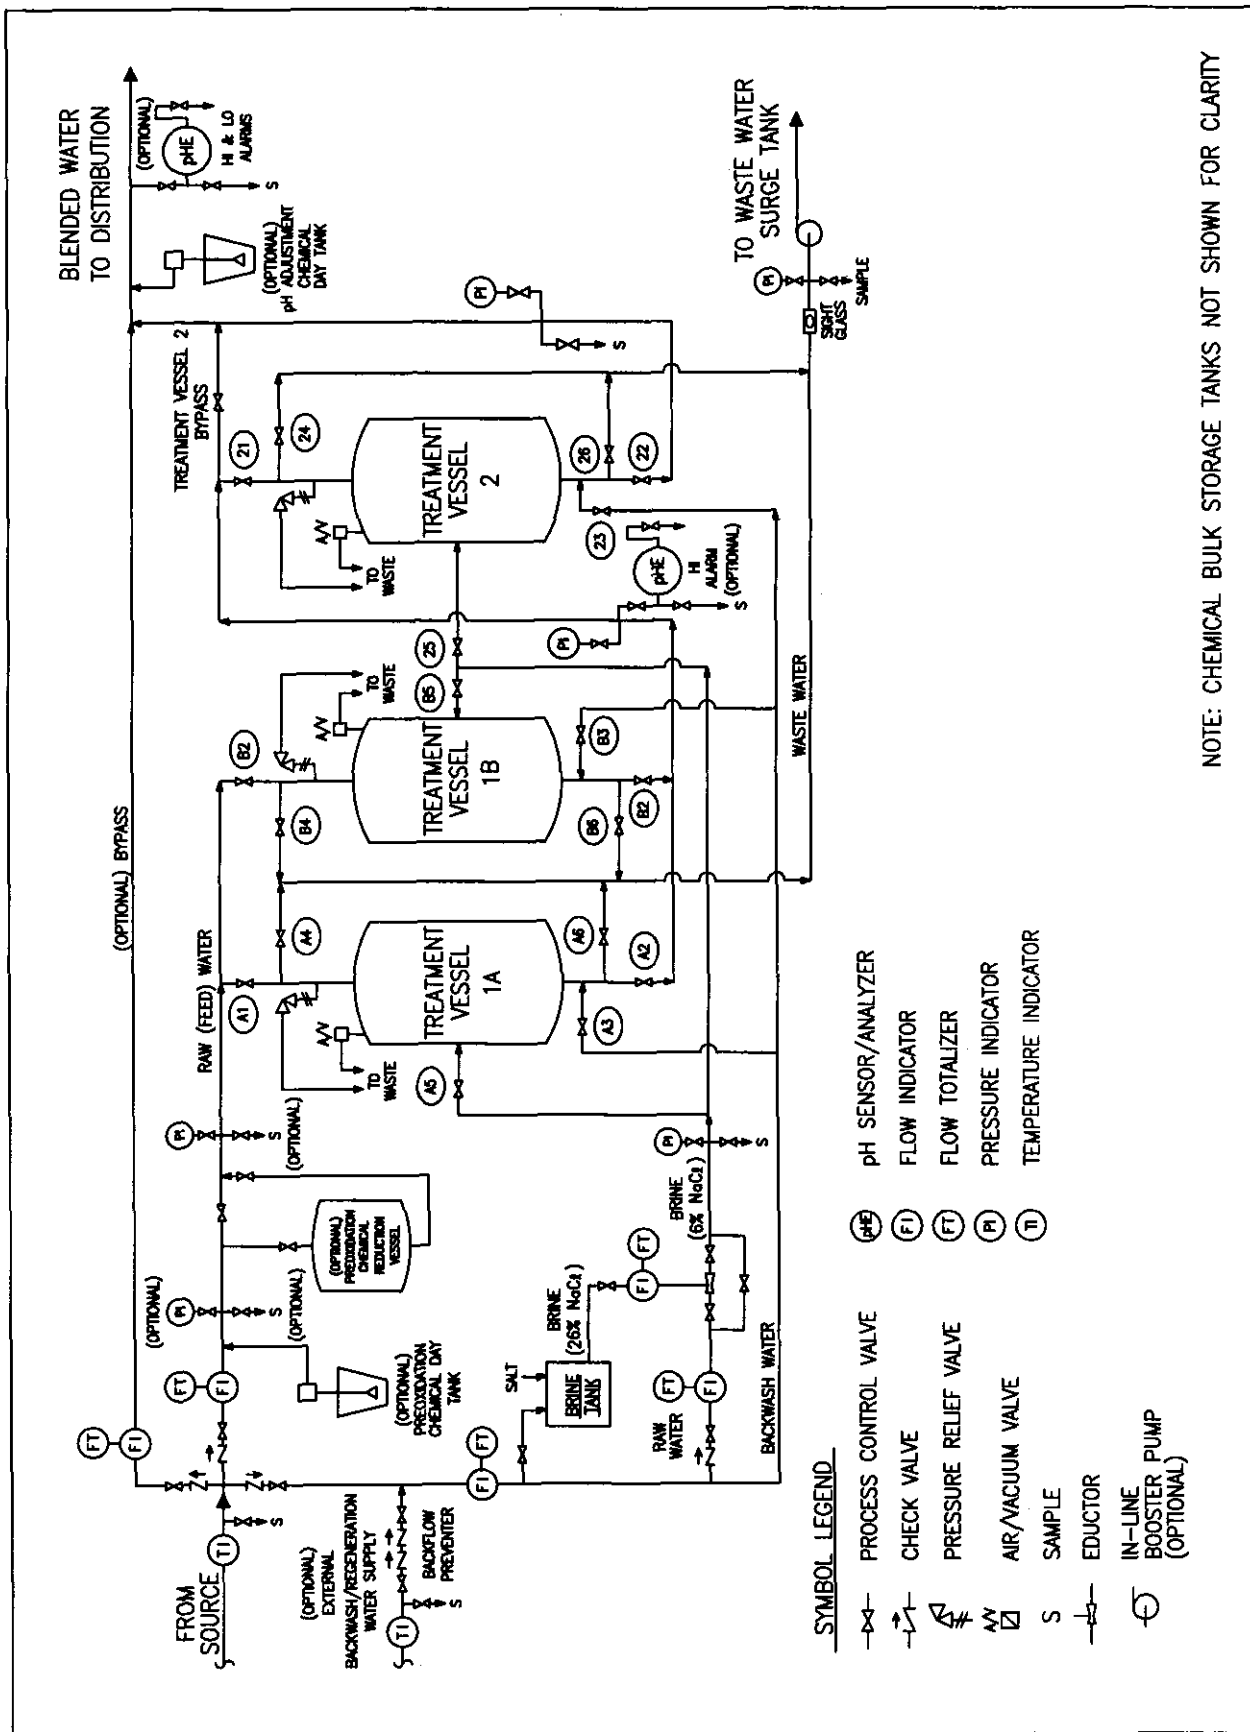 BLENDED WATER
TO DISTRIBUTION
(OPTIONAL)
pHE
HI & LO
ALARMS
S
(OPTIONAL)
pH ADJUSTMENT
CHEMICAL
DAY TANK
(OPTIONAL) BYPASS
TREATMENT VESSEL 2
BYPASS
RAW (FEED) WATER
FT
FI
(OPTIONAL)
PI
S
(OPTIONAL)
FT
FI
(OPTIONAL)
PREOXIDATION
CHEMICAL DAY
TANK
(OPTIONAL)
PREOXIDATION
CHEMICAL
REDUCTION
VESSEL
PI
S
(OPTIONAL)
FROM
SOURCE
TI
S
(OPTIONAL)
EXTERNAL
BACKWASH/REGENERATION
WATER SUPPLY
TI
S
BACKFLOW
PREVENTER
FI
FT
A1
A4
A/V
TO
WASTE
TREATMENT
VESSEL
1A
A5
A3
A6
A2
B2
B4
A/V
TO
WASTE
TREATMENT
VESSEL
1B
B5
B3
B6
B2
21
24
A/V
TO
WASTE
TREATMENT
VESSEL
2
25
26
22
23
PI
S
PI
pHE
HI
ALARM
(OPTIONAL)
S
SALT
BRINE
TANK
BRINE
(26% NaCl)
FI
FT
BRINE
(6% NaCl)
PI
S
RAW
WATER
FT
FI
BACKWASH WATER
WASTE WATER
SIGHT
GLASS
PI
SAMPLE
TO WASTE WATER
SURGE TANK
SYMBOL LEGEND
PROCESS CONTROL VALVE
CHECK VALVE
PRESSURE RELIEF VALVE
AIR/VACUUM VALVE
S SAMPLE
EDUCTOR
IN-LINE
BOOSTER PUMP
(OPTIONAL)
pHE pH SENSOR/ANALYZER
FI FLOW INDICATOR
FT FLOW TOTALIZER
PI PRESSURE INDICATOR
TI TEMPERATURE INDICATOR
NOTE: CHEMICAL BULK STORAGE TANKS NOT SHOWN FOR CLARITY